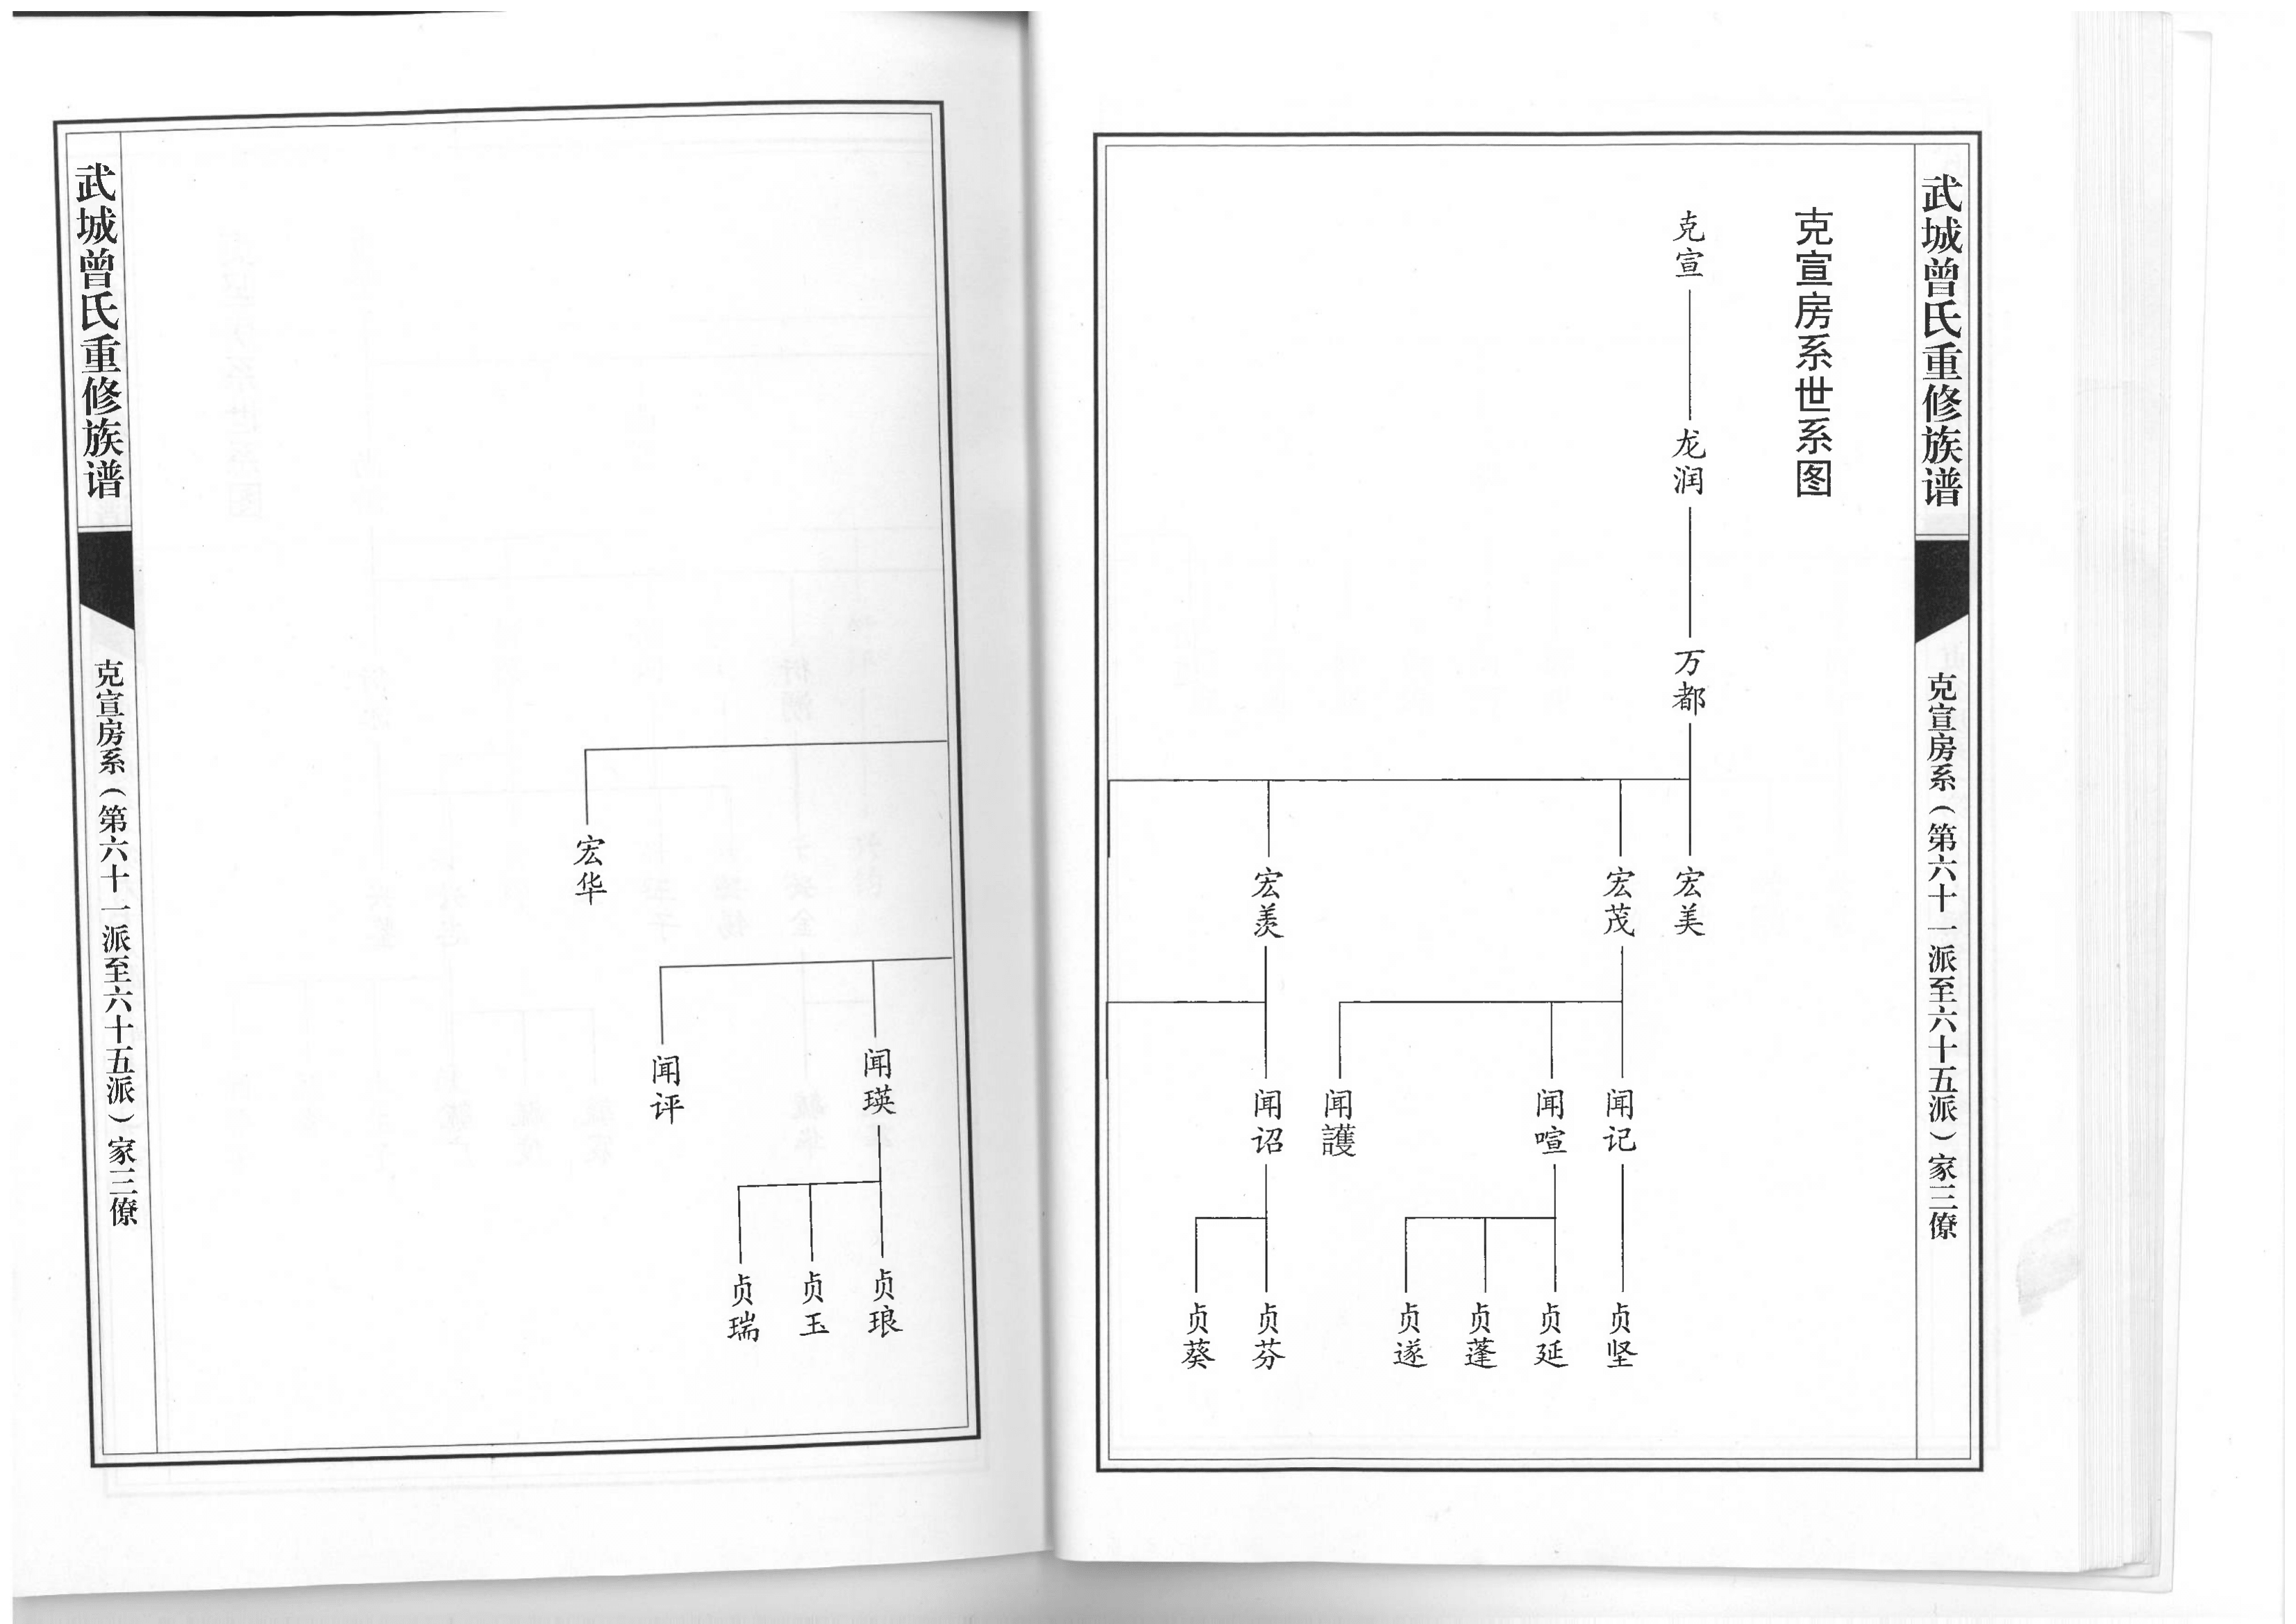 武城曾氏重修族谱
克宣房系（第六十一派至六十五派）家三僚
克宣房系世系图
克宣
龙润
万都
宏美
宏茂
宏羡
闻记
闻喧
闻護
闻诏
贞坚
贞延
贞蓬
贞遂
贞芬
贞葵
宏华
闻瑛
闻评
贞琅
贞玉
贞瑞
武城曾氏重修族谱
克宣房系（第六十一派至六十五派）家三僚